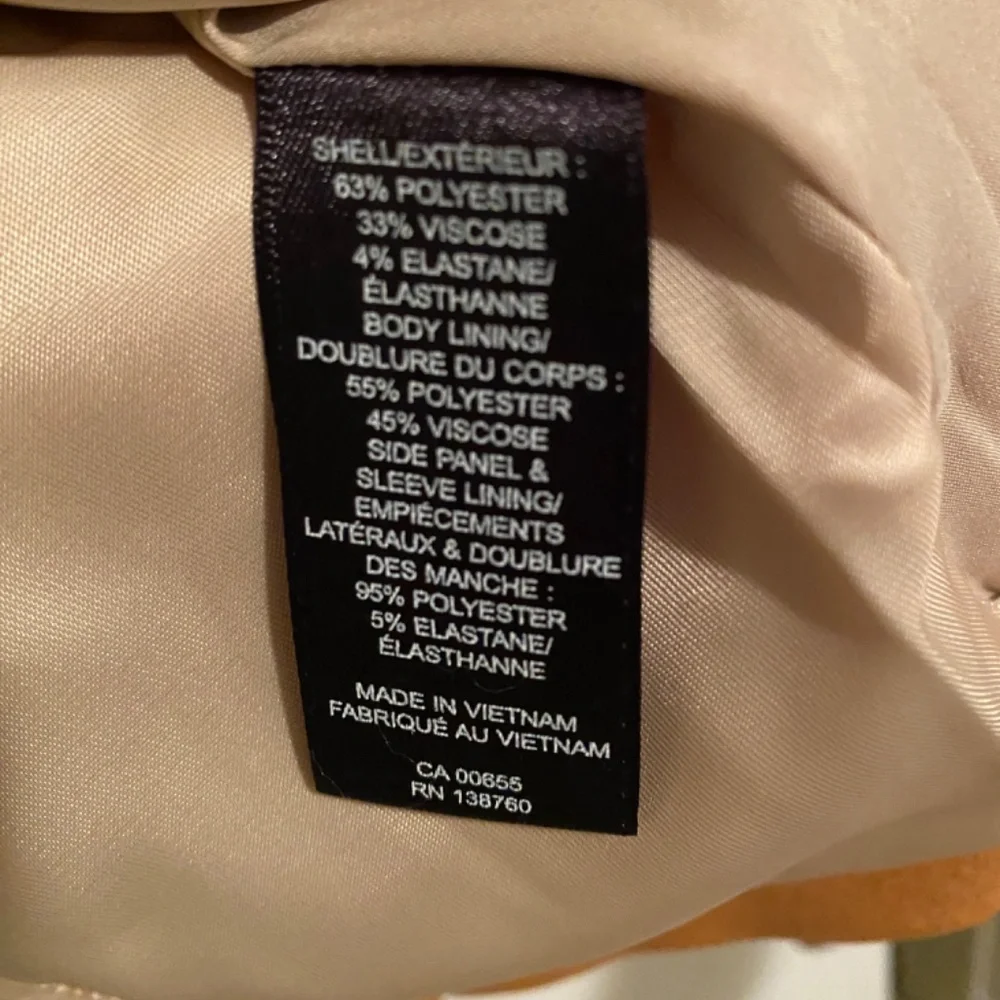 SHELL/EXTÉRIEUR :
63% POLYESTER
33% VISCOSE
4% ELASTANE/
ÉLASTHANNE
BODY LINING/
DOUBLURE DU CORPS :
55% POLYESTER
45% VISCOSE
SIDE PANEL &
SLEEVE LINING/
EMPIÉCEMENTS
LATÉRAUX & DOUBLURE
DES MANCHE :
95% POLYESTER
5% ELASTANE/
ÉLASTHANNE
MADE IN VIETNAM
FABRIQUÉ AU VIETNAM
CA 00655
RN 138760